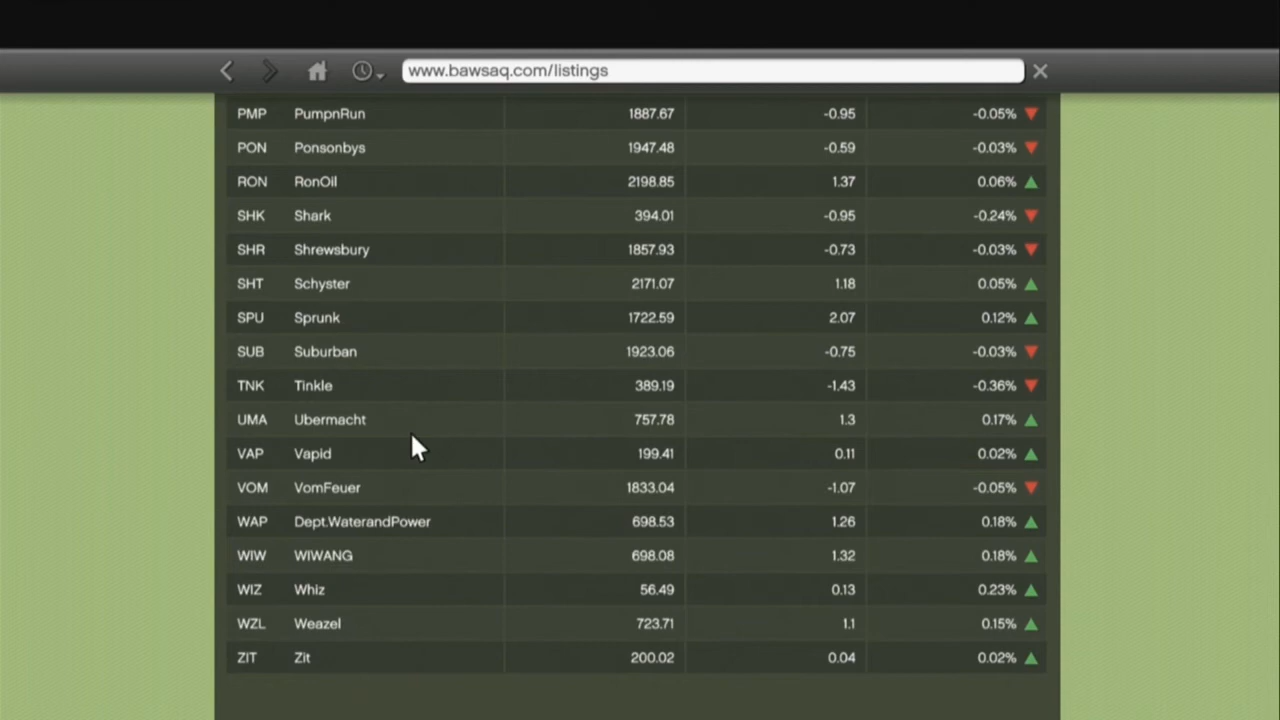 www.bawsaq.com/listings
PMP PumpnRun 1887.67 -0.95 -0.05%
PON Ponsonbys 1947.48 -0.59 -0.03%
RON RonOil 2198.85 1.37 0.06%
SHK Shark 394.01 -0.95 -0.24%
SHR Shrewsbury 1857.93 -0.73 -0.03%
SHT Schyster 2171.07 1.18 0.05%
SPU Sprunk 1722.59 2.07 0.12%
SUB Suburban 1923.06 -0.75 -0.03%
TNK Tinkle 389.19 -1.43 -0.36%
UMA Ubermacht 757.78 1.3 0.17%
VAP Vapid 199.41 0.11 0.02%
VOM VomFeuer 1833.04 -1.07 -0.05%
WAP Dept.WaterandPower 698.53 1.26 0.18%
WIW WIWANG 698.08 1.32 0.18%
WIZ Whiz 56.49 0.13 0.23%
WZL Weazel 723.71 1.1 0.15%
ZIT Zit 200.02 0.04 0.02%